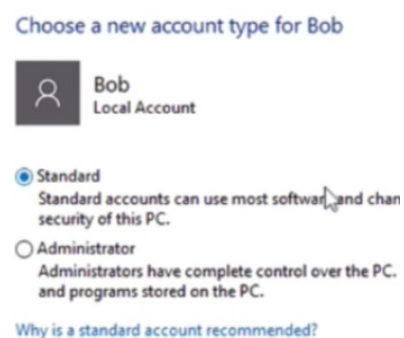 Choose a new account type for Bob
Bob
Local Account
Standard
Standard accounts can use most software and chan
security of this PC.
Administrator
Administrators have complete control over the PC.
and programs stored on the PC.
Why is a standard account recommended?